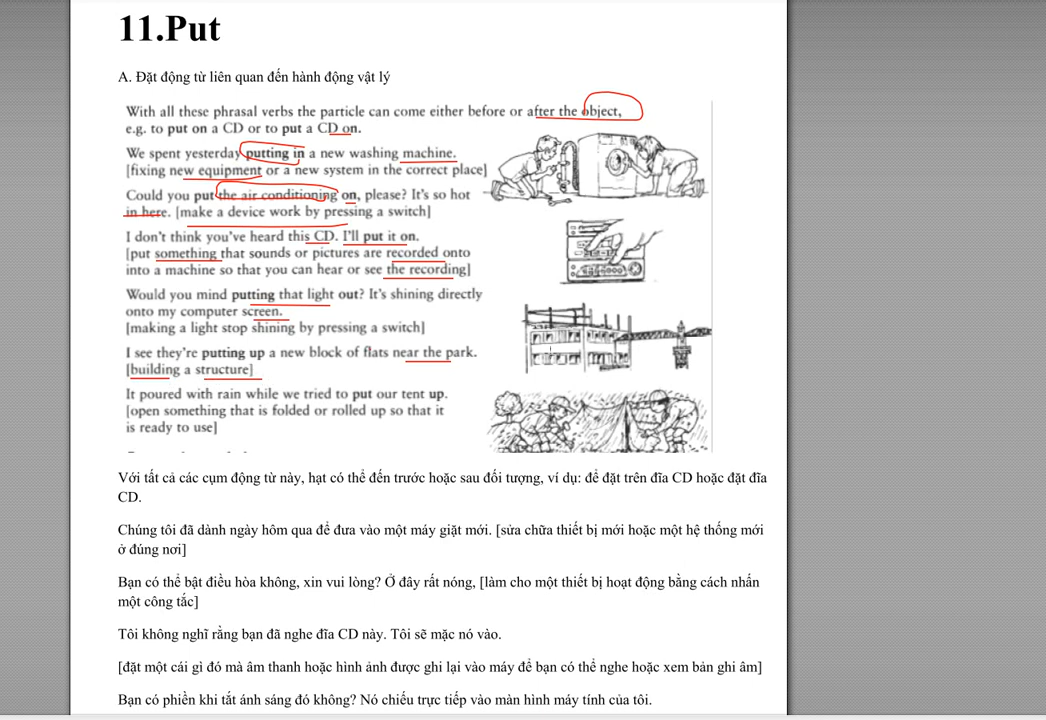 11.Put
A. Đặt động từ liên quan đến hành động vật lý
With all these phrasal verbs the particle can come either before or after the object,
e.g. to put on a CD or to put a CD on.
We spent yesterday putting in a new washing machine.
[fixing new equipment or a new system in the correct place]
Could you put the air conditioning on, please? It's so hot
in here. [make a device work by pressing a switch]
I don't think you've heard this CD. I'll put it on.
[put something that sounds or pictures are recorded onto
into a machine so that you can hear or see the recording]
Would you mind putting that light out? It's shining directly
onto my computer screen.
[making a light stop shining by pressing a switch]
I see they're putting up a new block of flats near the park.
[building a structure]
It poured with rain while we tried to put our tent up.
[open something that is folded or rolled up so that it
is ready to use]
Với tất cả các cụm động từ này, hạt có thể đến trước hoặc sau đối tượng, ví dụ: để đặt trên đĩa CD hoặc đặt đĩa
CD.
Chúng tôi đã dành ngày hôm qua để đưa vào một máy giặt mới. [sửa chữa thiết bị mới hoặc một hệ thống mới
ở đúng nơi]
Bạn có thể bật điều hòa không, xin vui lòng? Ở đây rất nóng, [làm cho một thiết bị hoạt động bằng cách nhấn
một công tắc]
Tôi không nghĩ rằng bạn đã nghe đĩa CD này. Tôi sẽ mặc nó vào.
[đặt một cái gì đó mà âm thanh hoặc hình ảnh được ghi lại vào máy để bạn có thể nghe hoặc xem bản ghi âm]
Bạn có phiền khi tắt ánh sáng đó không? Nó chiếu trực tiếp vào màn hình máy tính của tôi.